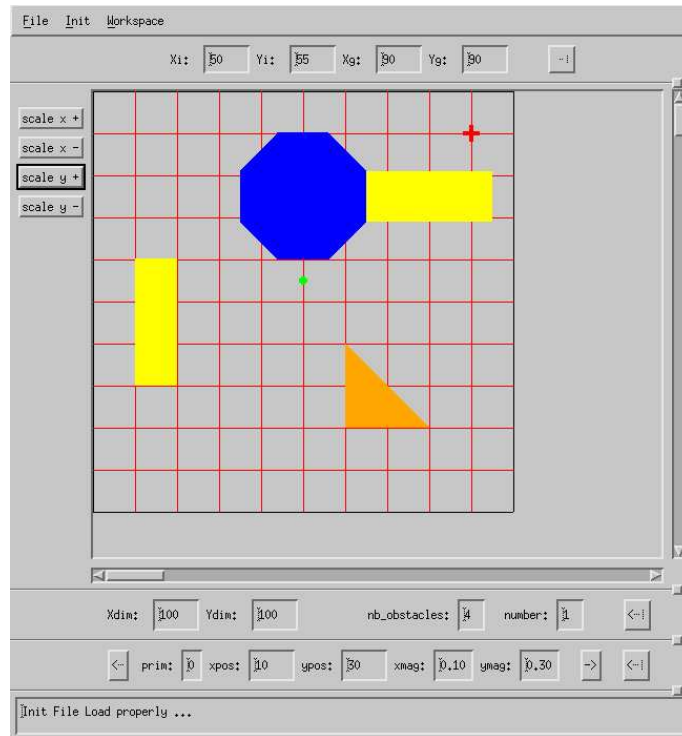 File Init Workspace
Xi: 50 Yi: 55 Xg: 90 Yg: 90 --|
scale x +
scale x -
scale y +
scale y -
Xdim: 100 Ydim: 100 nb_obstacles: 4 number: 1 <--|
<- prim: 0 xpos: 10 ypos: 30 xmag: 0.10 ymag: 0.30 -> <--|
Init File Load properly ...